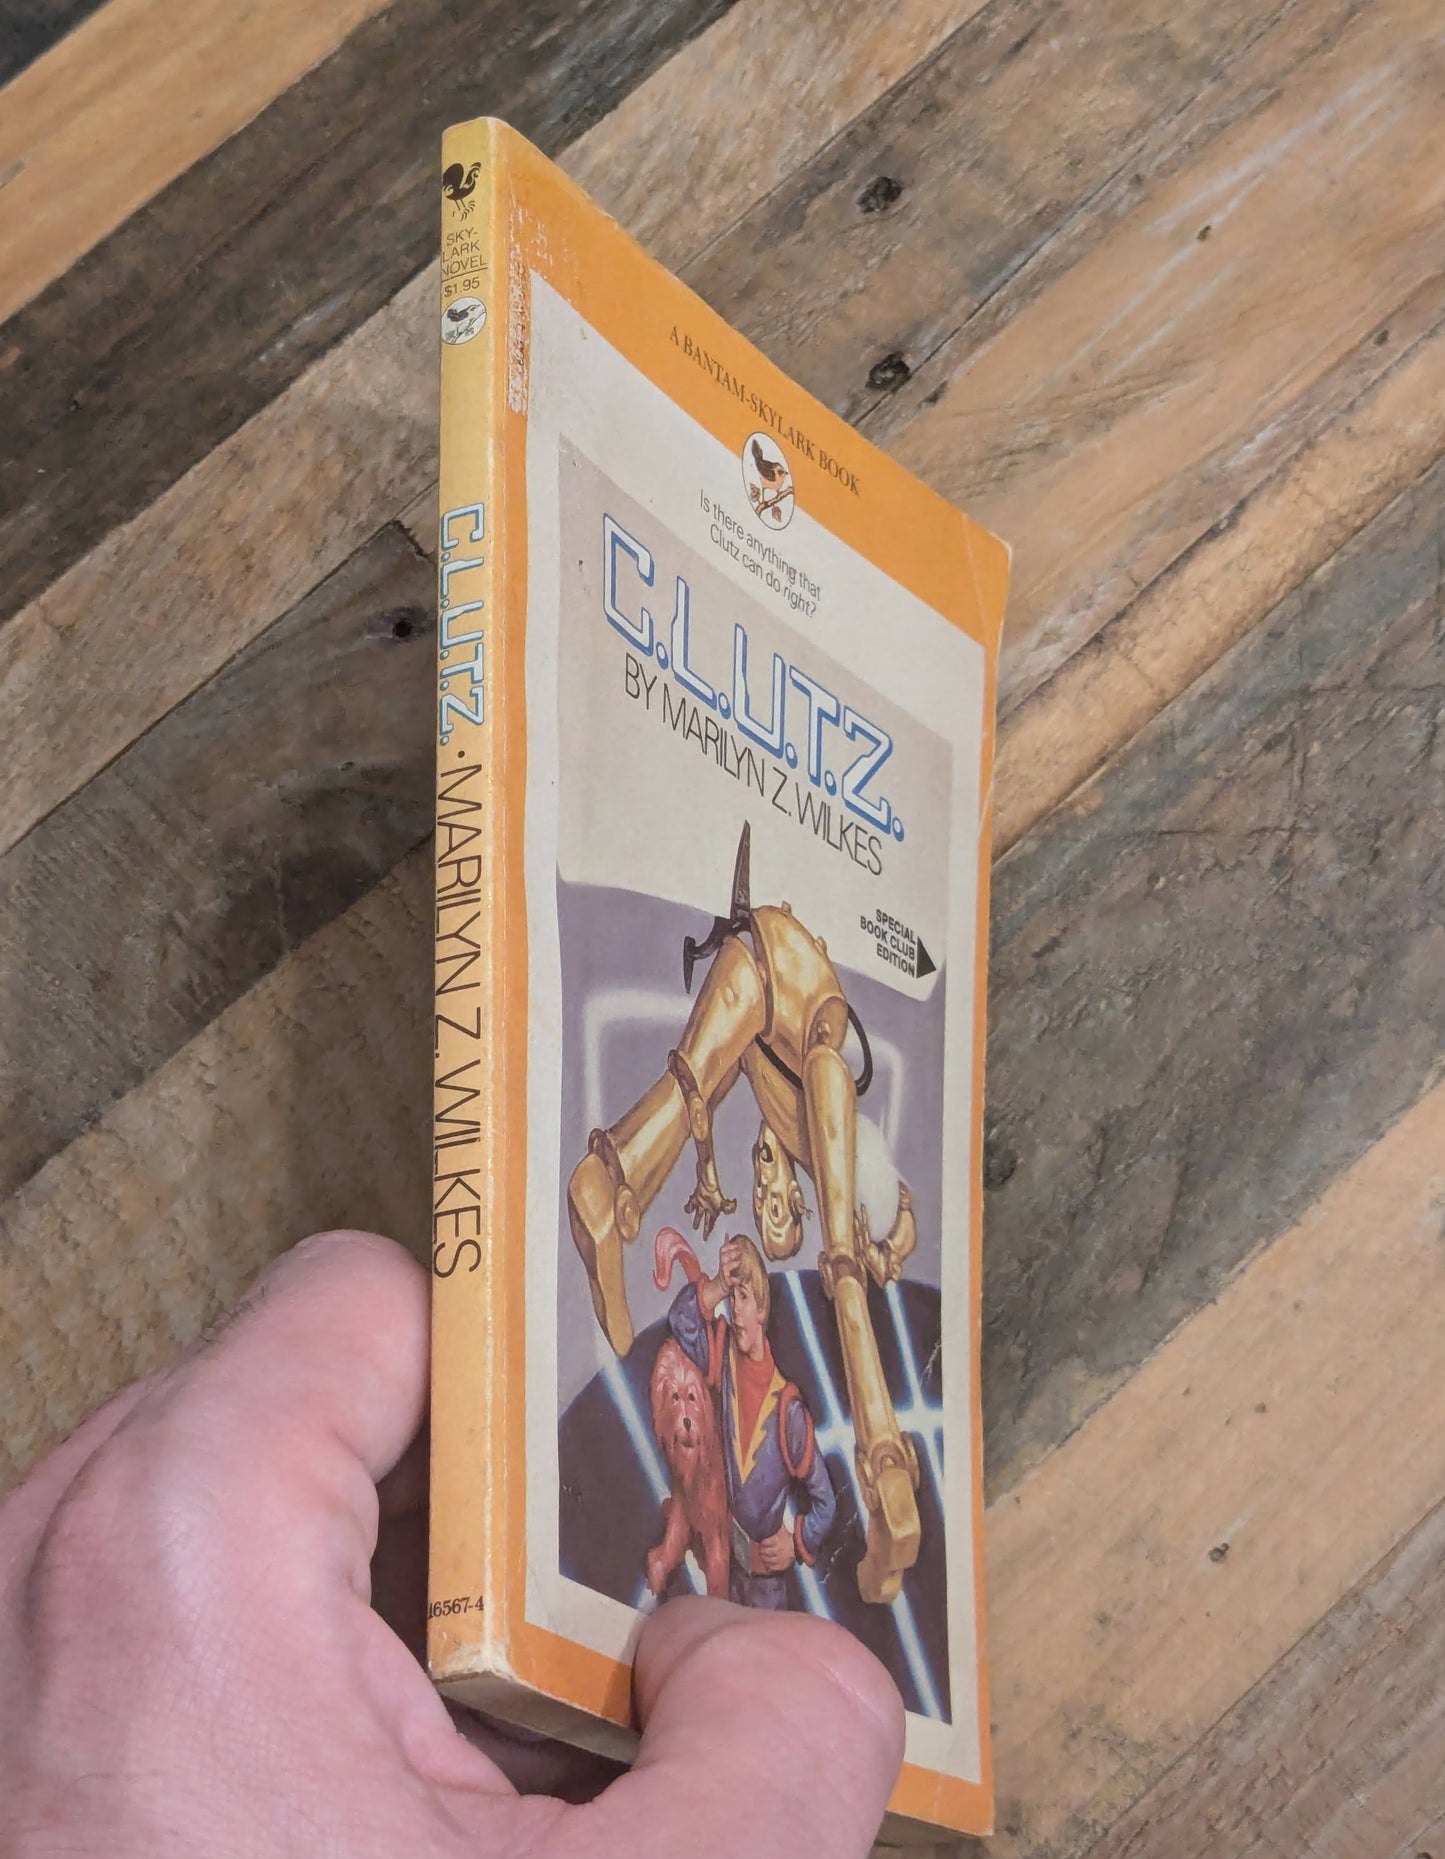 SKY-
LARK
NOVEL
$1.95
C.L.U.T.Z. • MARILYN Z. WILKES
16567-4
A BANTAM-SKYLARK BOOK
Is there anything that
Clutz can do right?
C.L.U.T.Z.
BY MARILYN Z. WILKES
SPECIAL
BOOK CLUB
EDITION